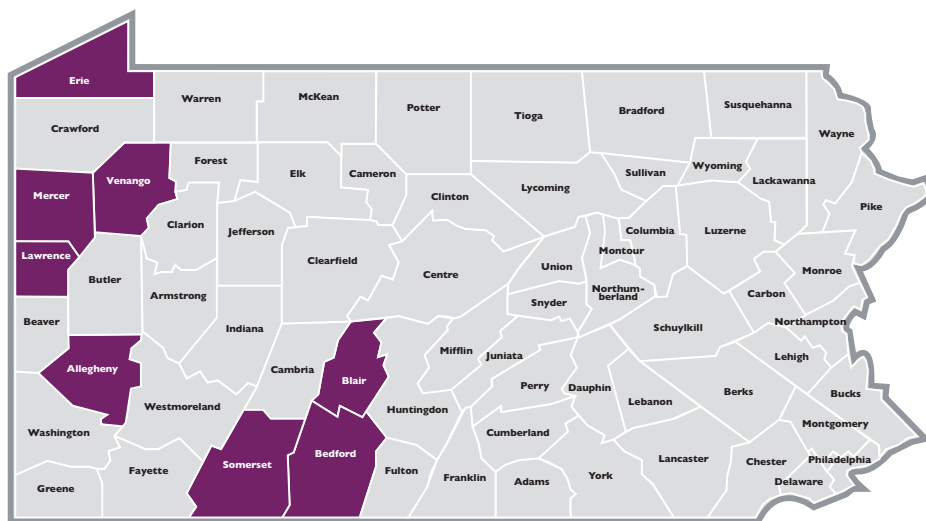 Erie
Warren
McKean
Potter
Tioga
Bradford
Susquehanna
Wayne
Crawford
Forest
Elk
Cameron
Clinton
Lycoming
Sullivan
Wyoming
Lackawanna
Pike
Mercer
Venango
Clarion
Jefferson
Clearfield
Centre
Union
Montour
Columbia
Luzerne
Monroe
Lawrence
Butler
Armstrong
Indiana
Snyder
Northum-
berland
Carbon
Northampton
Beaver
Allegheny
Westmoreland
Cambria
Blair
Mifflin
Juniata
Schuylkill
Lehigh
Huntingdon
Perry
Dauphin
Lebanon
Berks
Bucks
Montgomery
Washington
Cumberland
Greene
Fayette
Somerset
Bedford
Fulton
Franklin
Adams
York
Lancaster
Chester
Philadelphia
Delaware